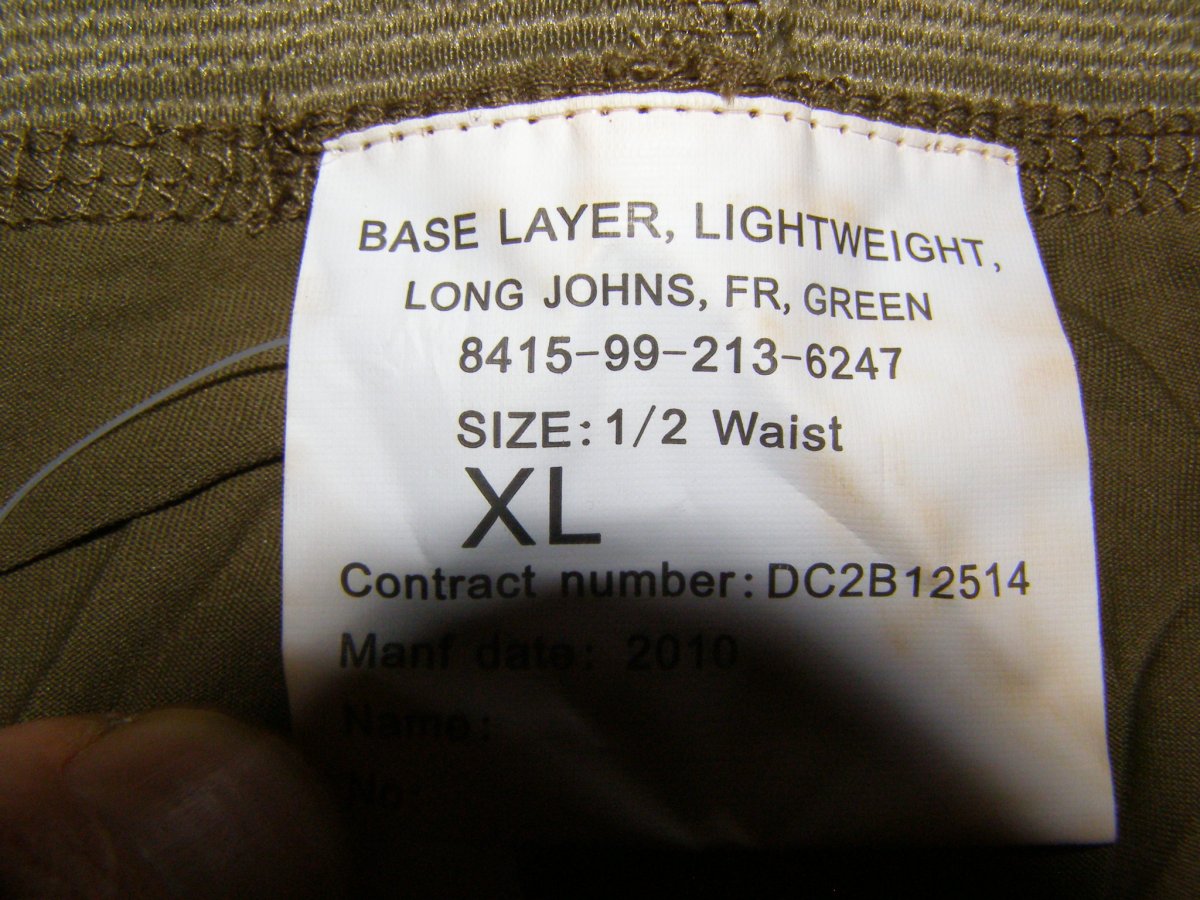 BASE LAYER, LIGHTWEIGHT,
LONG JOHNS, FR, GREEN
8415-99-213-6247
SIZE: 1/2 Waist
XL
Contract number: DC2B12514
Manf date: 2010
Name:
No: